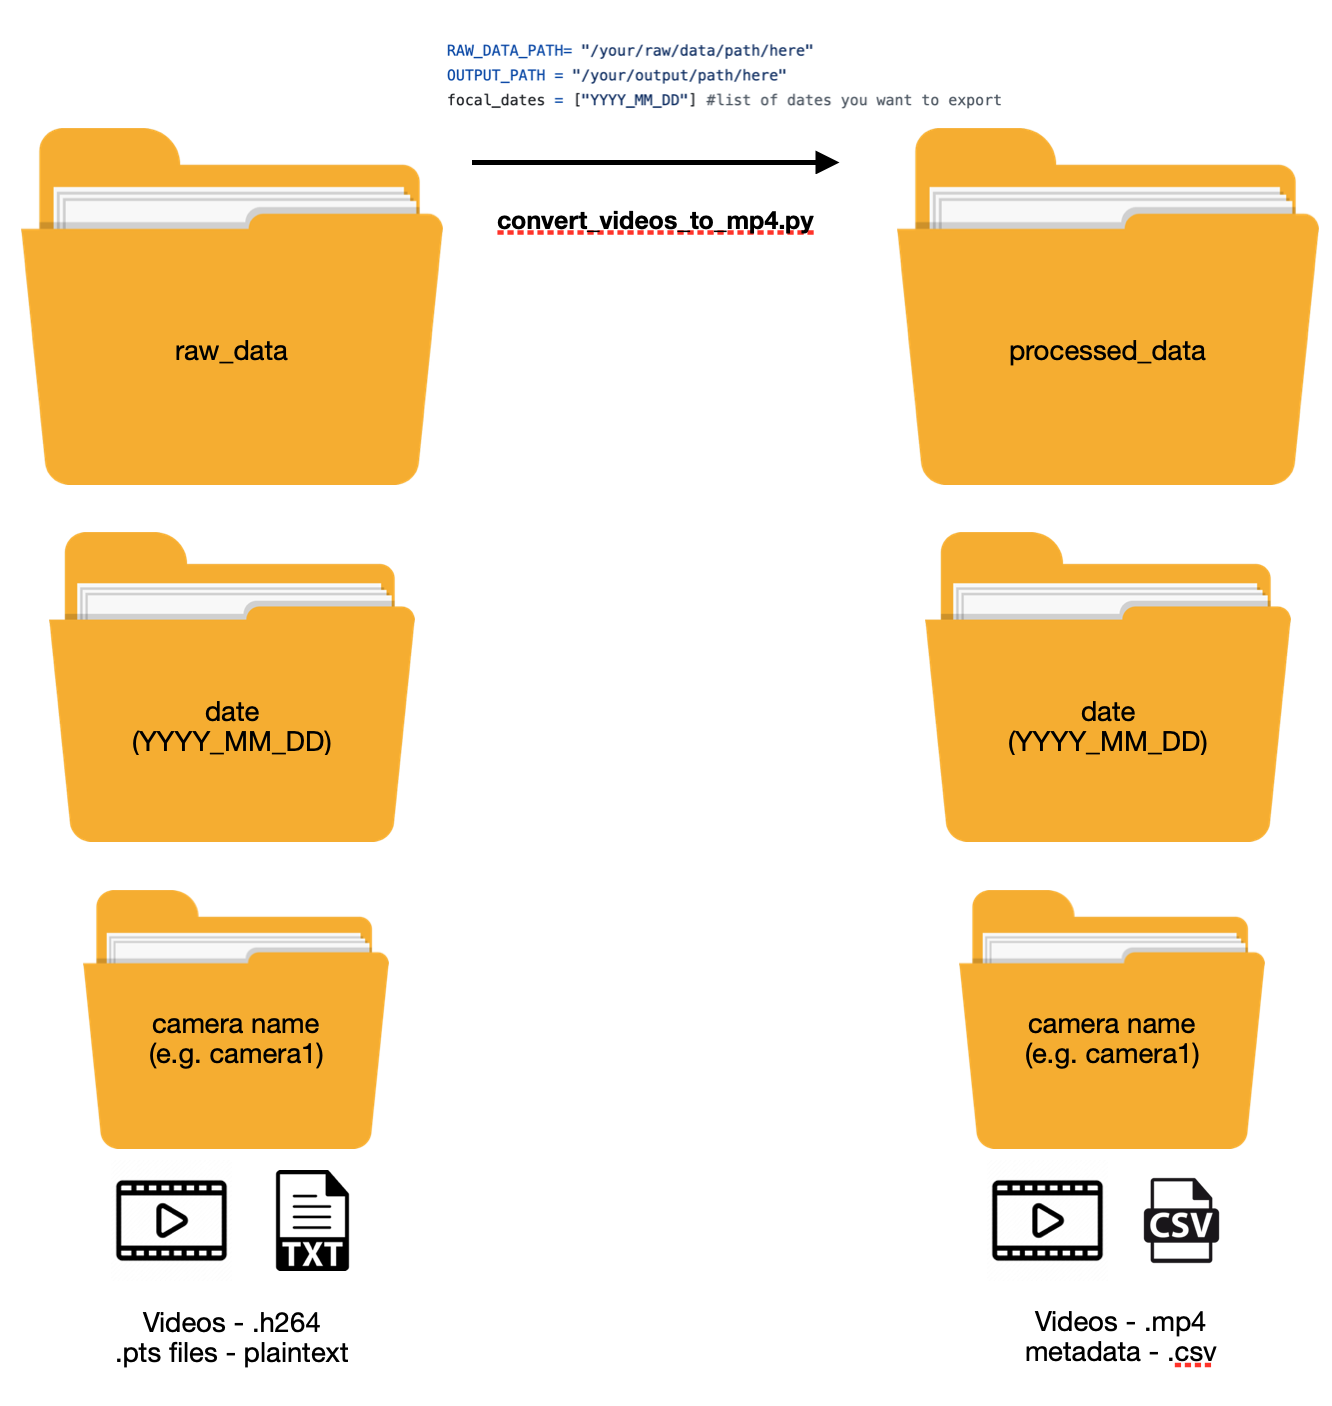 RAW_DATA_PATH= "/your/raw/data/path/here"
OUTPUT_PATH = "/your/output/path/here"
focal_dates = ["YYYY_MM_DD"] #list of dates you want to export
convert_videos_to_mp4.py
raw_data
processed_data
date
(YYYY_MM_DD)
date
(YYYY_MM_DD)
camera name
(e.g. camera1)
camera name
(e.g. camera1)
TXT
CSV
Videos - .h264
.pts files - plaintext
Videos - .mp4
metadata - .csv